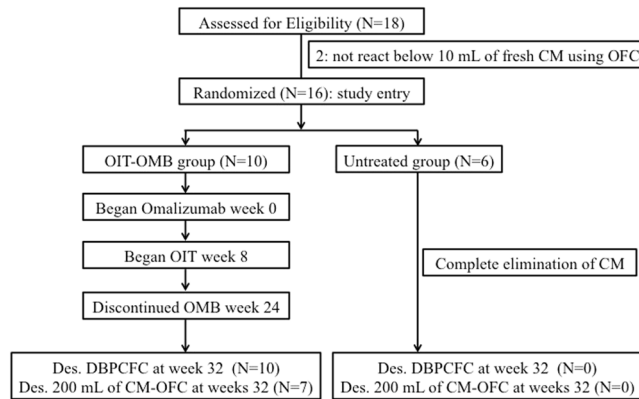 Assessed for Eligibility (N=18)
2: not react below 10 mL of fresh CM using OFC
Randomized (N=16): study entry
OIT-OMB group (N=10)
Untreated group (N=6)
Began Omalizumab week 0
Began OIT week 8
Complete elimination of CM
Discontinued OMB week 24
Des. DBPCFC at week 32 (N=10)
Des. 200 mL of CM-OFC at weeks 32 (N=7)
Des. DBPCFC at week 32 (N=0)
Des. 200 mL of CM-OFC at weeks 32 (N=0)